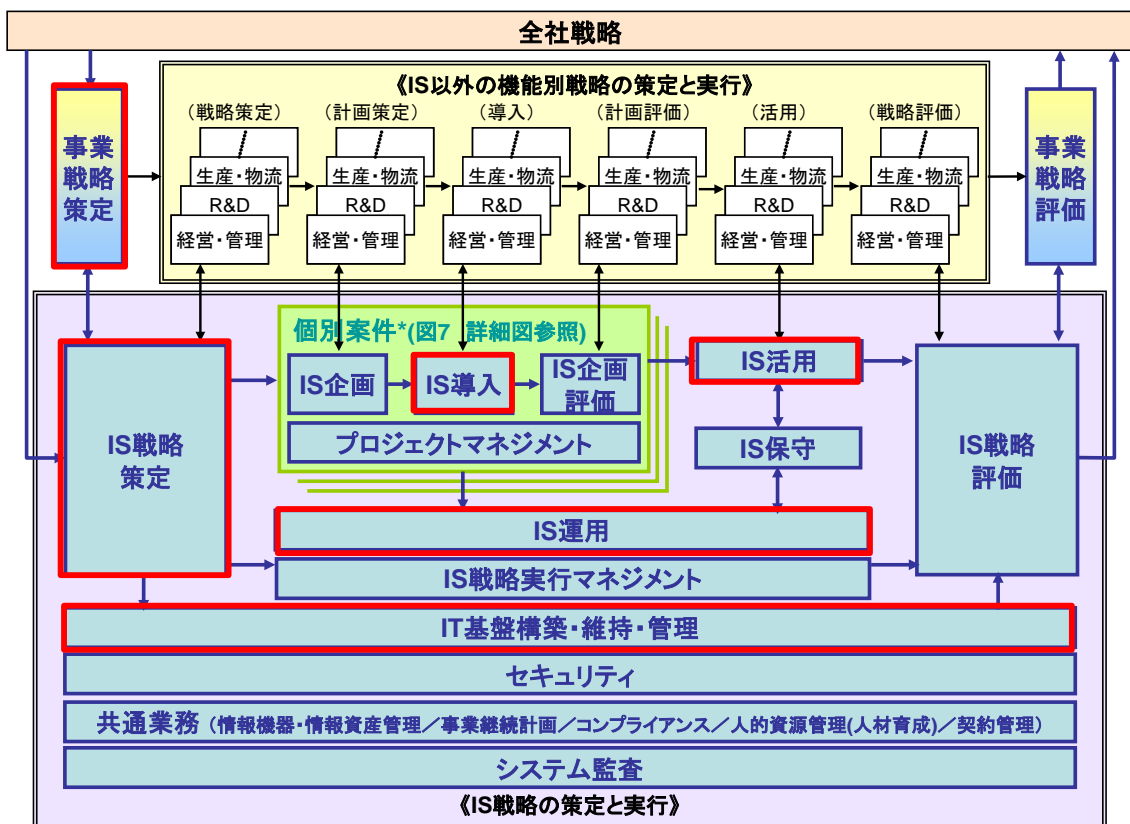 全社戦略
《IS以外の機能別戦略の策定と実行》
(戦略策定)
(計画策定)
(導入)
(計画評価)
(活用)
(戦略評価)
事業
戦略
策定
生産・物流
R&D
経営・管理
生産・物流
R&D
経営・管理
生産・物流
R&D
経営・管理
生産・物流
R&D
経営・管理
生産・物流
R&D
経営・管理
生産・物流
R&D
経営・管理
事業
戦略
評価
個別案件*(図7 詳細図参照)
IS企画
IS導入
IS企画
評価
プロジェクトマネジメント
IS戦略
策定
IS活用
IS保守
IS戦略
評価
IS運用
IS戦略実行マネジメント
IT基盤構築・維持・管理
セキュリティ
共通業務(情報機器・情報資産管理/事業継続計画/コンプライアンス/人的資源管理(人材育成)/契約管理)
システム監査
《IS戦略の策定と実行》